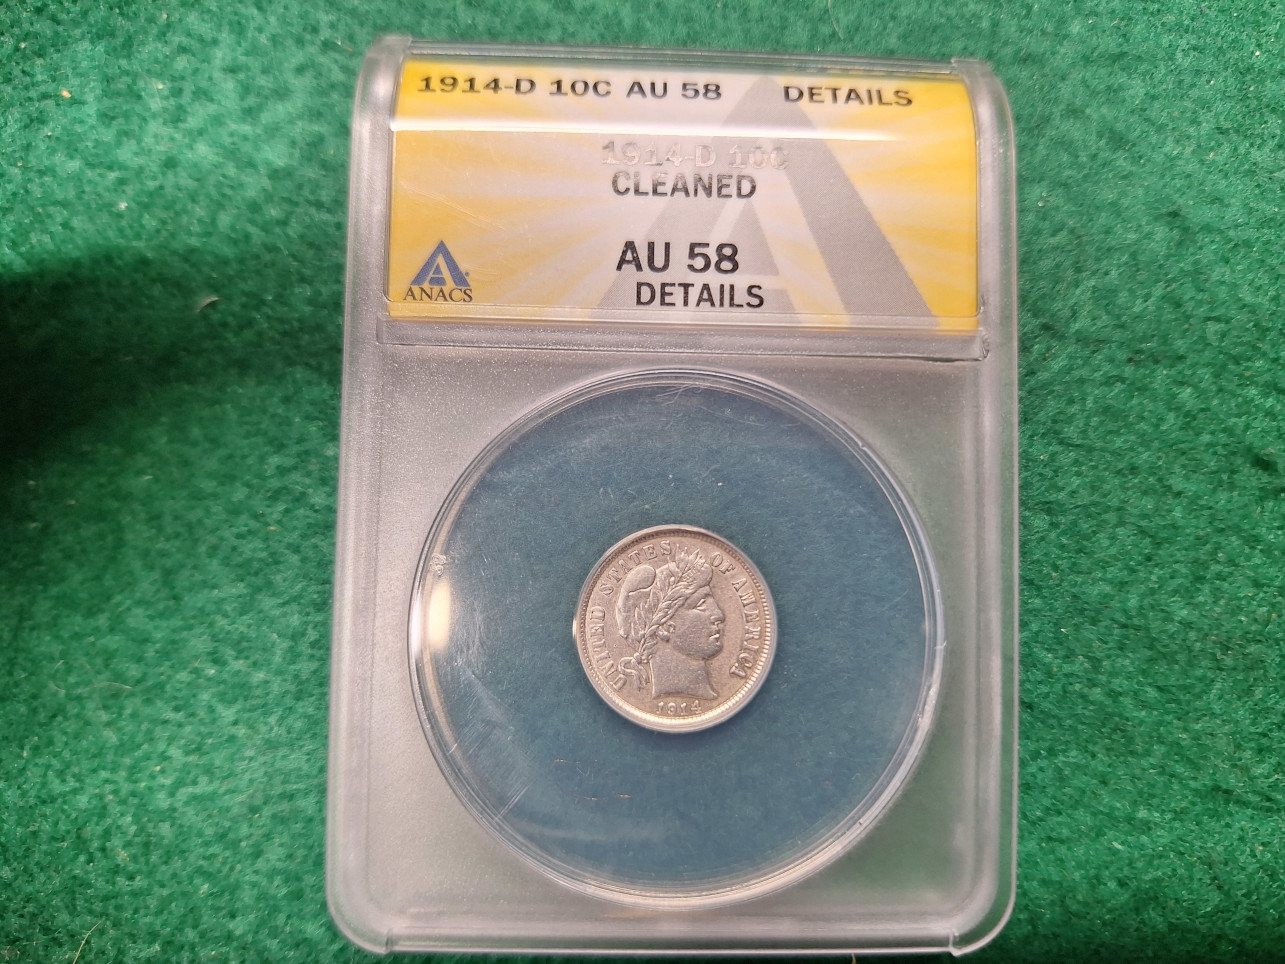 1914-D 10C AU 58 DETAILS
1914-D 10C
CLEANED
AU 58
DETAILS
ANACS
UNITED STATES OF AMERICA
1914